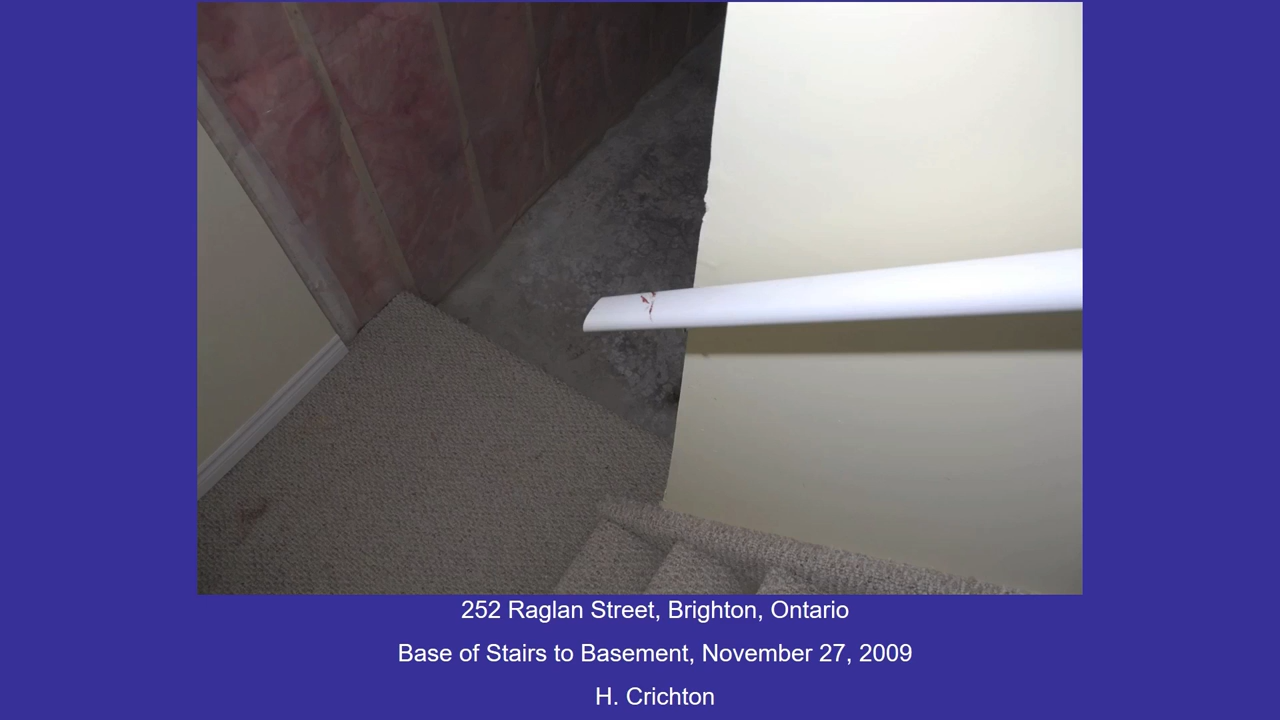 252 Raglan Street, Brighton, Ontario
Base of Stairs to Basement, November 27, 2009
H. Crichton